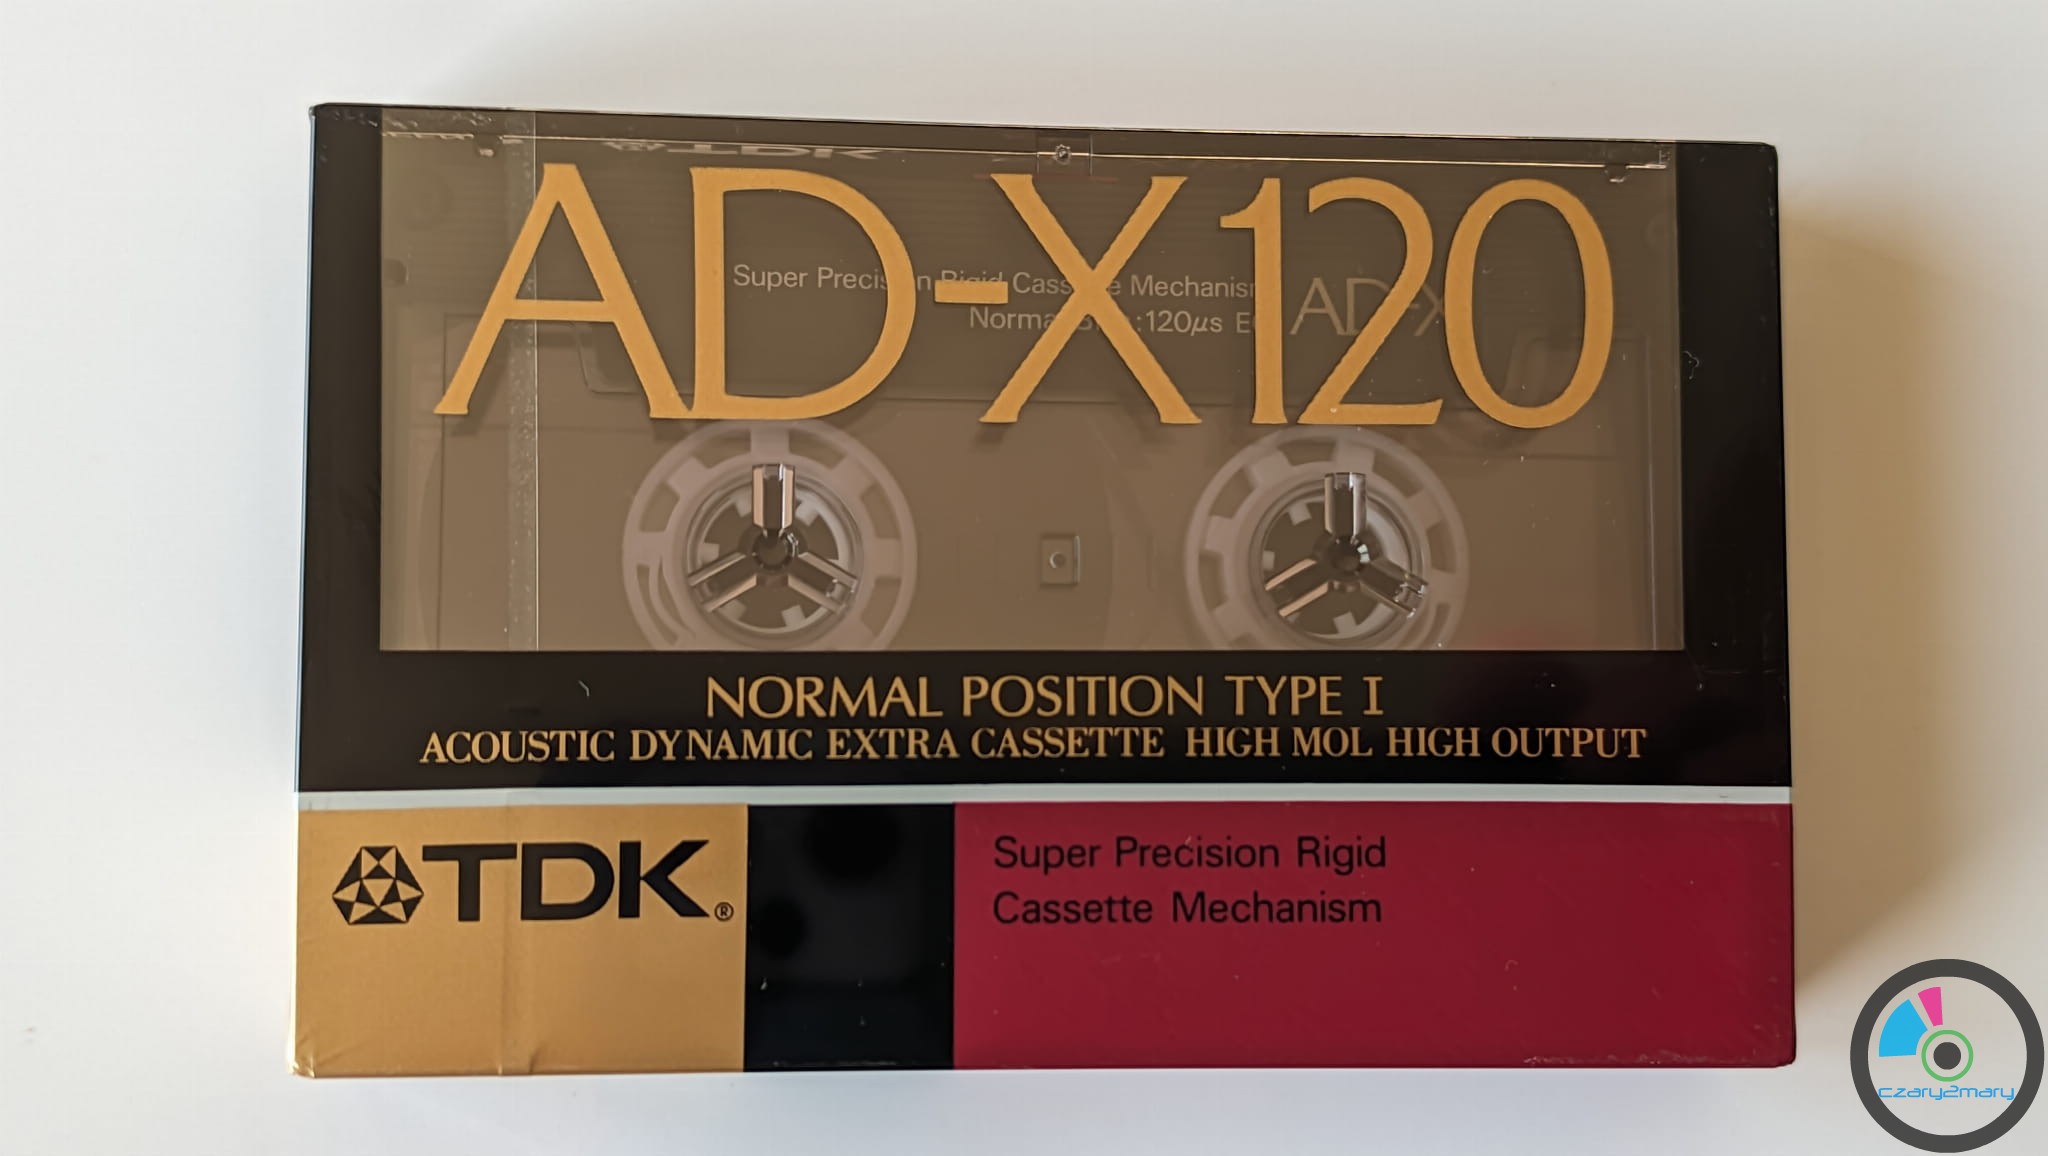 TDK
AD-X120
Super Precis n Rigid Cass e Mechanism AD-X
Norma :120µs E
NORMAL POSITION TYPE I
ACOUSTIC DYNAMIC EXTRA CASSETTE HIGH MOL HIGH OUTPUT
TDK®
Super Precision Rigid
Cassette Mechanism
czary2mary